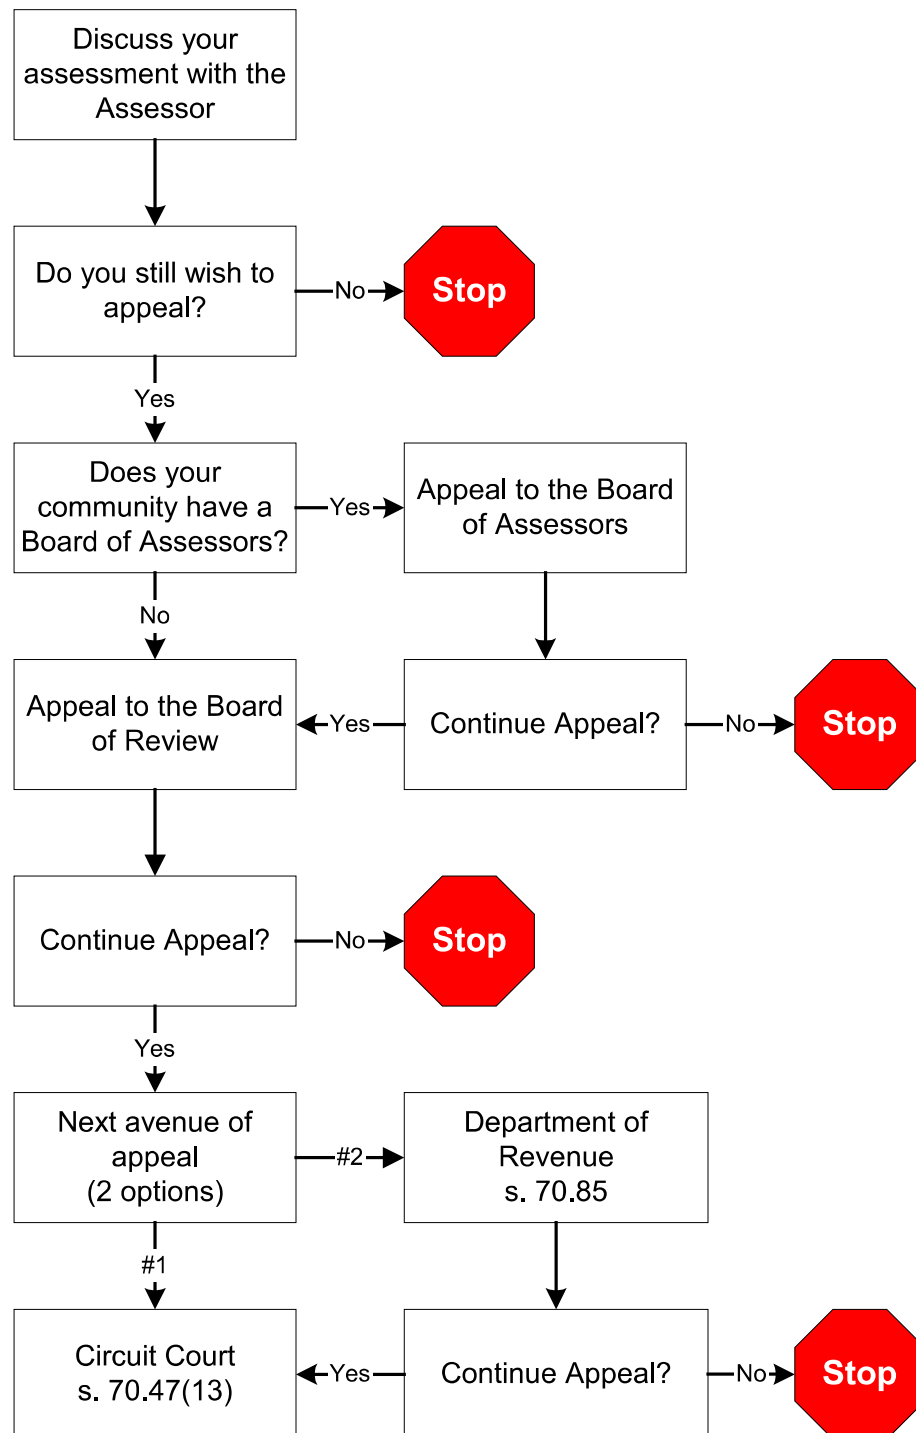 Discuss your
assessment with the
Assessor
Do you still wish to
appeal?
No
Stop
Yes
Does your
community have a
Board of Assessors?
Yes
Appeal to the Board
of Assessors
No
Appeal to the Board
of Review
Yes
Continue Appeal?
No
Stop
Continue Appeal?
No
Stop
Yes
Next avenue of
appeal
(2 options)
#2
Department of
Revenue
s. 70.85
#1
Circuit Court
s. 70.47(13)
Yes
Continue Appeal?
No
Stop